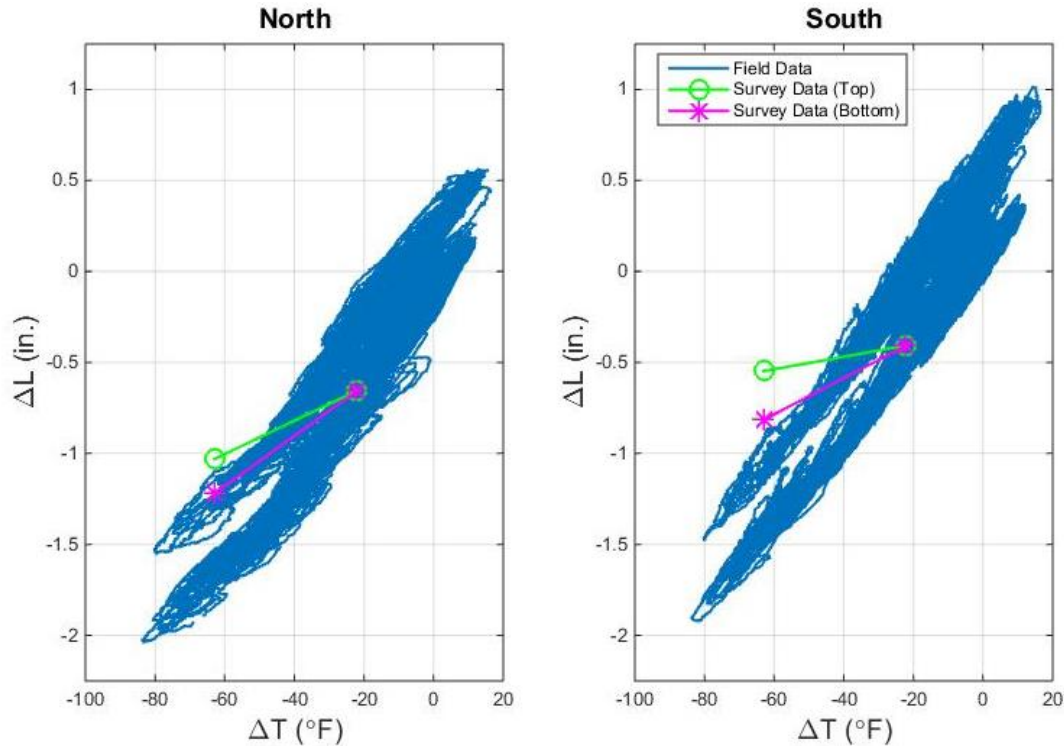 North
1
0.5
0
-0.5
-1
-1.5
-2
ΔL (in.)
-100 -80 -60 -40 -20 0 20
ΔT (°F)
South
Field Data
Survey Data (Top)
Survey Data (Bottom)
1
0.5
0
-0.5
-1
-1.5
-2
ΔL (in.)
-100 -80 -60 -40 -20 0 20
ΔT (°F)